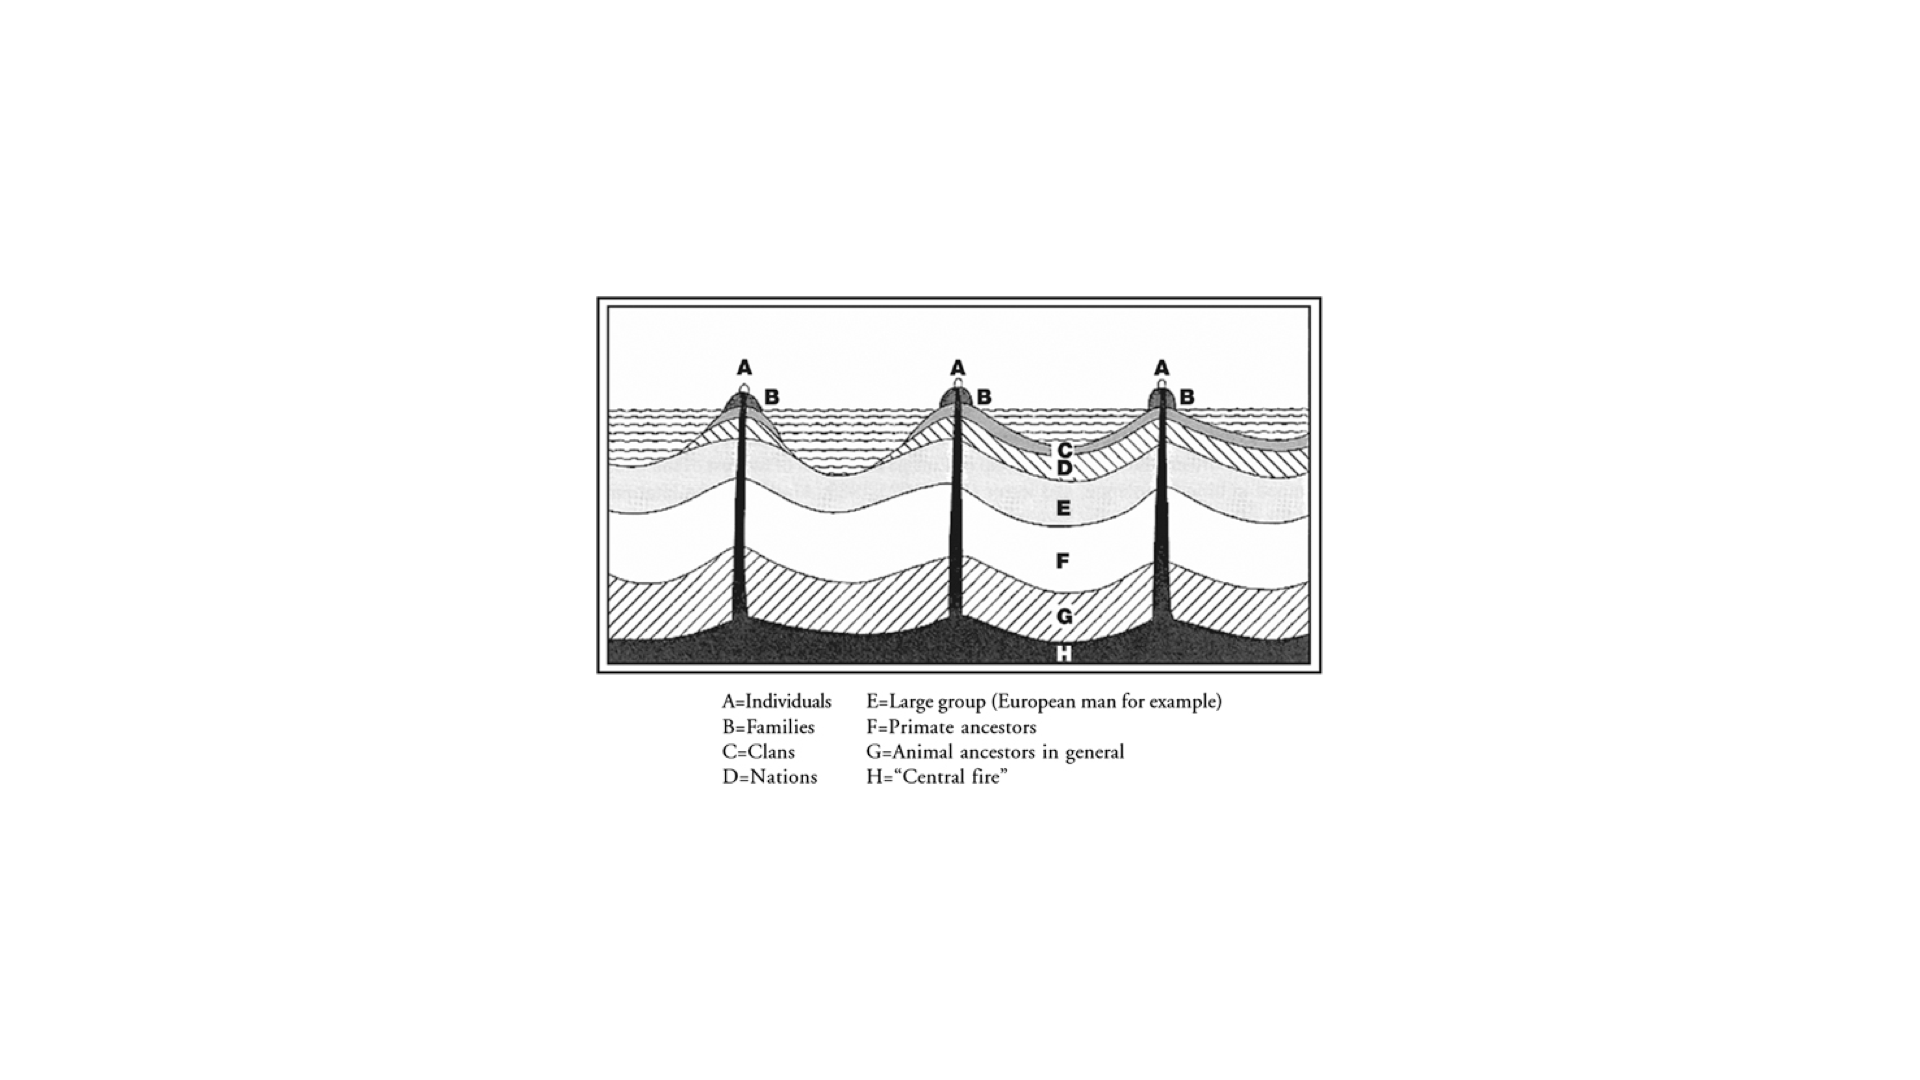 A A A
B B B
C
D
E
F
G
H
A=Individuals E=Large group (European man for example)
B=Families F=Primate ancestors
C=Clans G=Animal ancestors in general
D=Nations H=“Central fire”